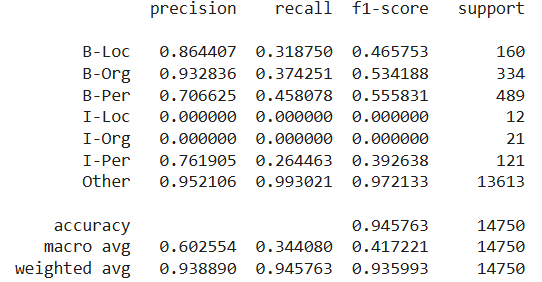 precision recall f1-score support
B-Loc 0.864407 0.318750 0.465753 160
B-Org 0.932836 0.374251 0.534188 334
B-Per 0.706625 0.458078 0.555831 489
I-Loc 0.000000 0.000000 0.000000 12
I-Org 0.000000 0.000000 0.000000 21
I-Per 0.761905 0.264463 0.392638 121
Other 0.952106 0.993021 0.972133 13613
accuracy 0.945763 14750
macro avg 0.602554 0.344080 0.417221 14750
weighted avg 0.938890 0.945763 0.935993 14750